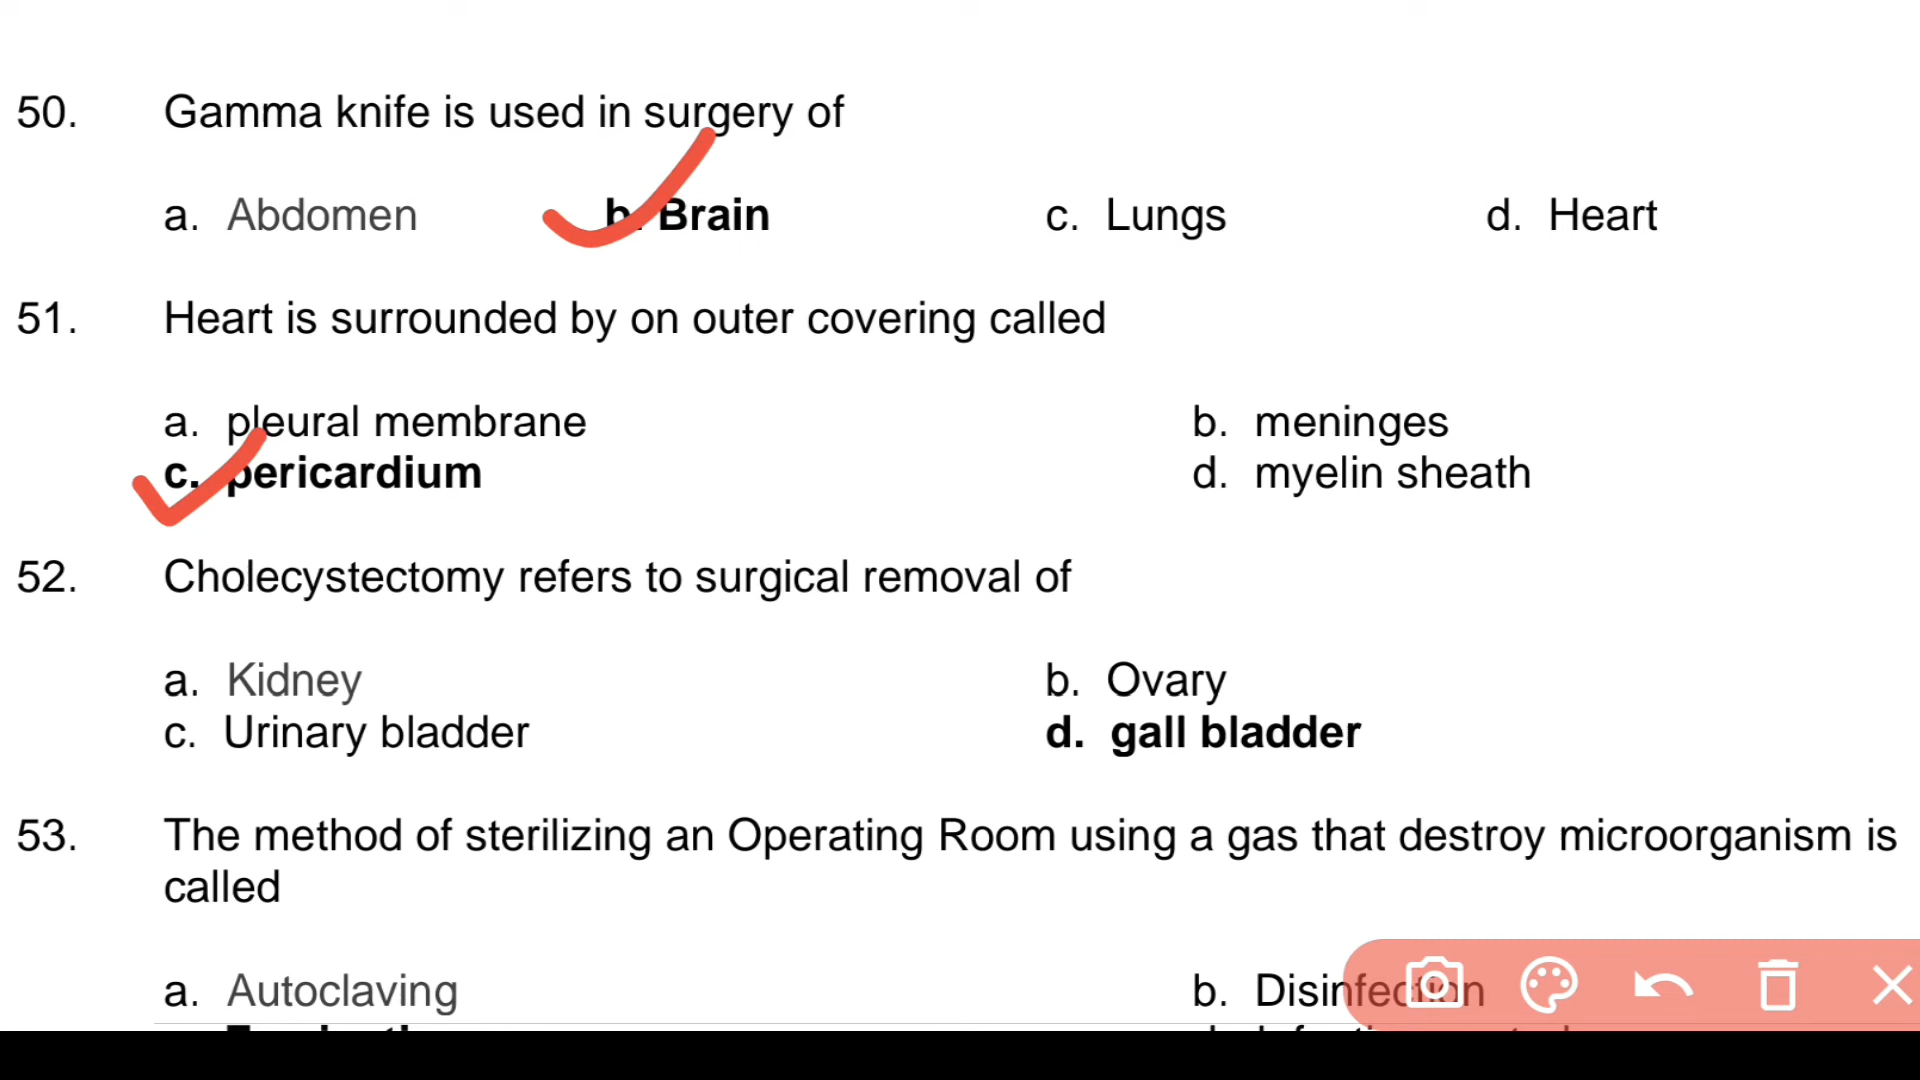 50. Gamma knife is used in surgery of
a. Abdomen b. Brain c. Lungs d. Heart
51. Heart is surrounded by on outer covering called
a. pleural membrane b. meninges
c. pericardium d. myelin sheath
52. Cholecystectomy refers to surgical removal of
a. Kidney b. Ovary
c. Urinary bladder d. gall bladder
53. The method of sterilizing an Operating Room using a gas that destroy microorganism is
called
a. Autoclaving b. Disinfection